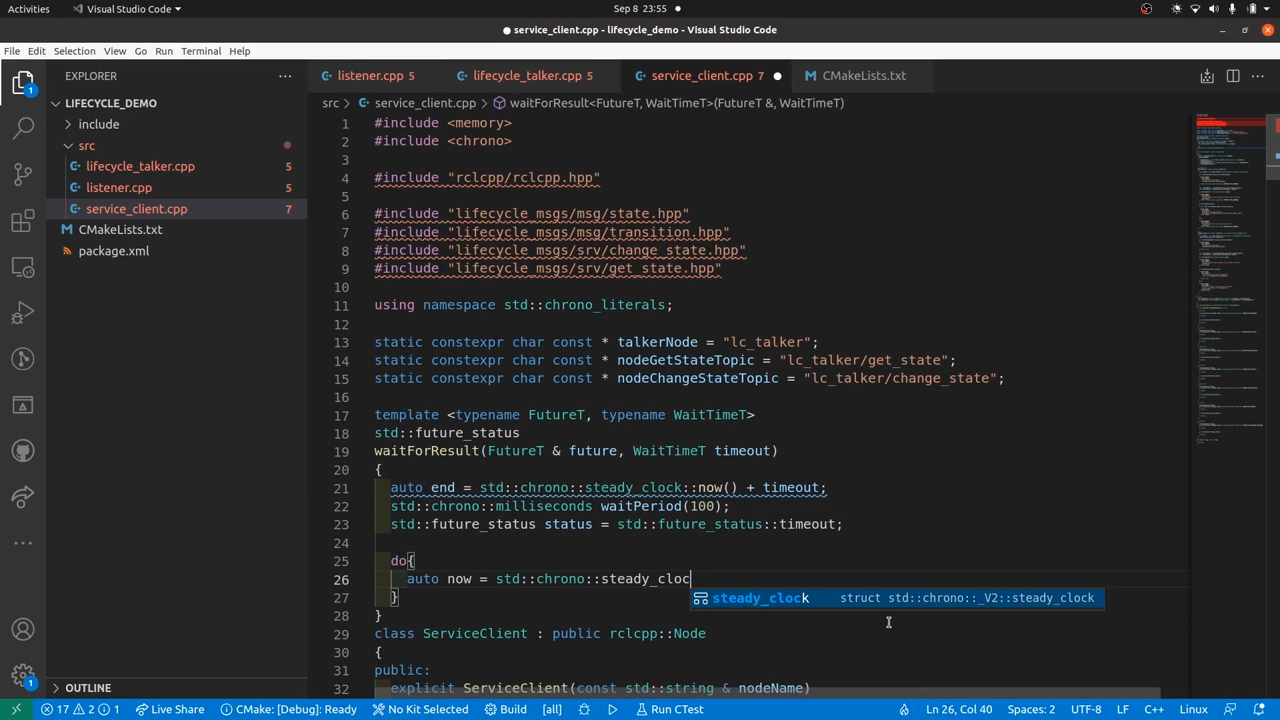 Activities
Visual Studio Code
Sep 8 23:55
service_client.cpp - lifecycle_demo - Visual Studio Code
File Edit Selection View Go Run Terminal Help
EXPLORER
LIFECYCLE_DEMO
include
src
lifecycle_talker.cpp 5
listener.cpp 5
service_client.cpp 7
CMakeLists.txt
package.xml
OUTLINE
listener.cpp 5
lifecycle_talker.cpp 5
service_client.cpp 7
CMakeLists.txt
src > service_client.cpp > waitForResult<FutureT, WaitTimeT>(FutureT &, WaitTimeT)
1 #include <memory>
2 #include <chrono>
3
4 #include "rclcpp/rclcpp.hpp"
5
6 #include "lifecycle_msgs/msg/state.hpp"
7 #include "lifecycle_msgs/msg/transition.hpp"
8 #include "lifecycle_msgs/srv/change_state.hpp"
9 #include "lifecycle_msgs/srv/get_state.hpp"
10
11 using namespace std::chrono_literals;
12
13 static constexpr char const * talkerNode = "lc_talker";
14 static constexpr char const * nodeGetStateTopic = "lc_talker/get_state";
15 static constexpr char const * nodeChangeStateTopic = "lc_talker/change_state";
16
17 template <typename FutureT, typename WaitTimeT>
18 std::future_status
19 waitForResult(FutureT & future, WaitTimeT timeout)
20 {
21 auto end = std::chrono::steady_clock::now() + timeout;
22 std::chrono::milliseconds waitPeriod(100);
23 std::future_status status = std::future_status::timeout;
24
25 do{
26 auto now = std::chrono::steady_cloc
steady_clock struct std::chrono::_V2::steady_clock
27 }
28 }
29 class ServiceClient : public rclcpp::Node
30 {
31 public:
32 explicit ServiceClient(const std::string & nodeName)
1
1
17 2 1
Live Share
CMake: [Debug]: Ready
No Kit Selected
Build
[all]
Run CTest
Ln 26, Col 40
Spaces: 2
UTF-8
LF
C++
Linux